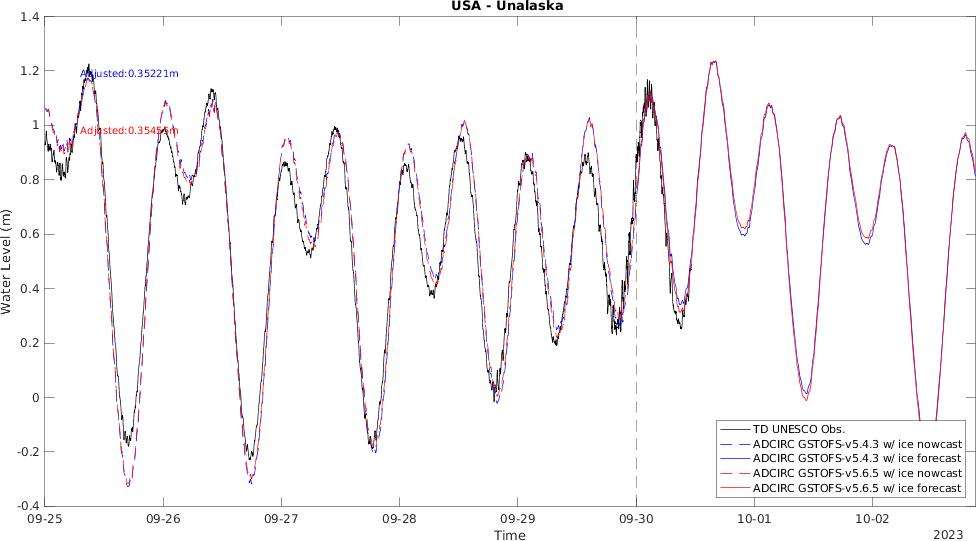 USA - Unalaska
1.4
1.2
1
0.8
0.6
0.4
0.2
0
-0.2
-0.4
Water Level (m)
Adjusted:0.35221m
Adjusted:0.35455m
TD UNESCO Obs.
ADCIRC GSTOFS-v5.4.3 w/ ice nowcast
ADCIRC GSTOFS-v5.4.3 w/ ice forecast
ADCIRC GSTOFS-v5.6.5 w/ ice nowcast
ADCIRC GSTOFS-v5.6.5 w/ ice forecast
09-25 09-26 09-27 09-28 09-29 09-30 10-01 10-02
Time
2023